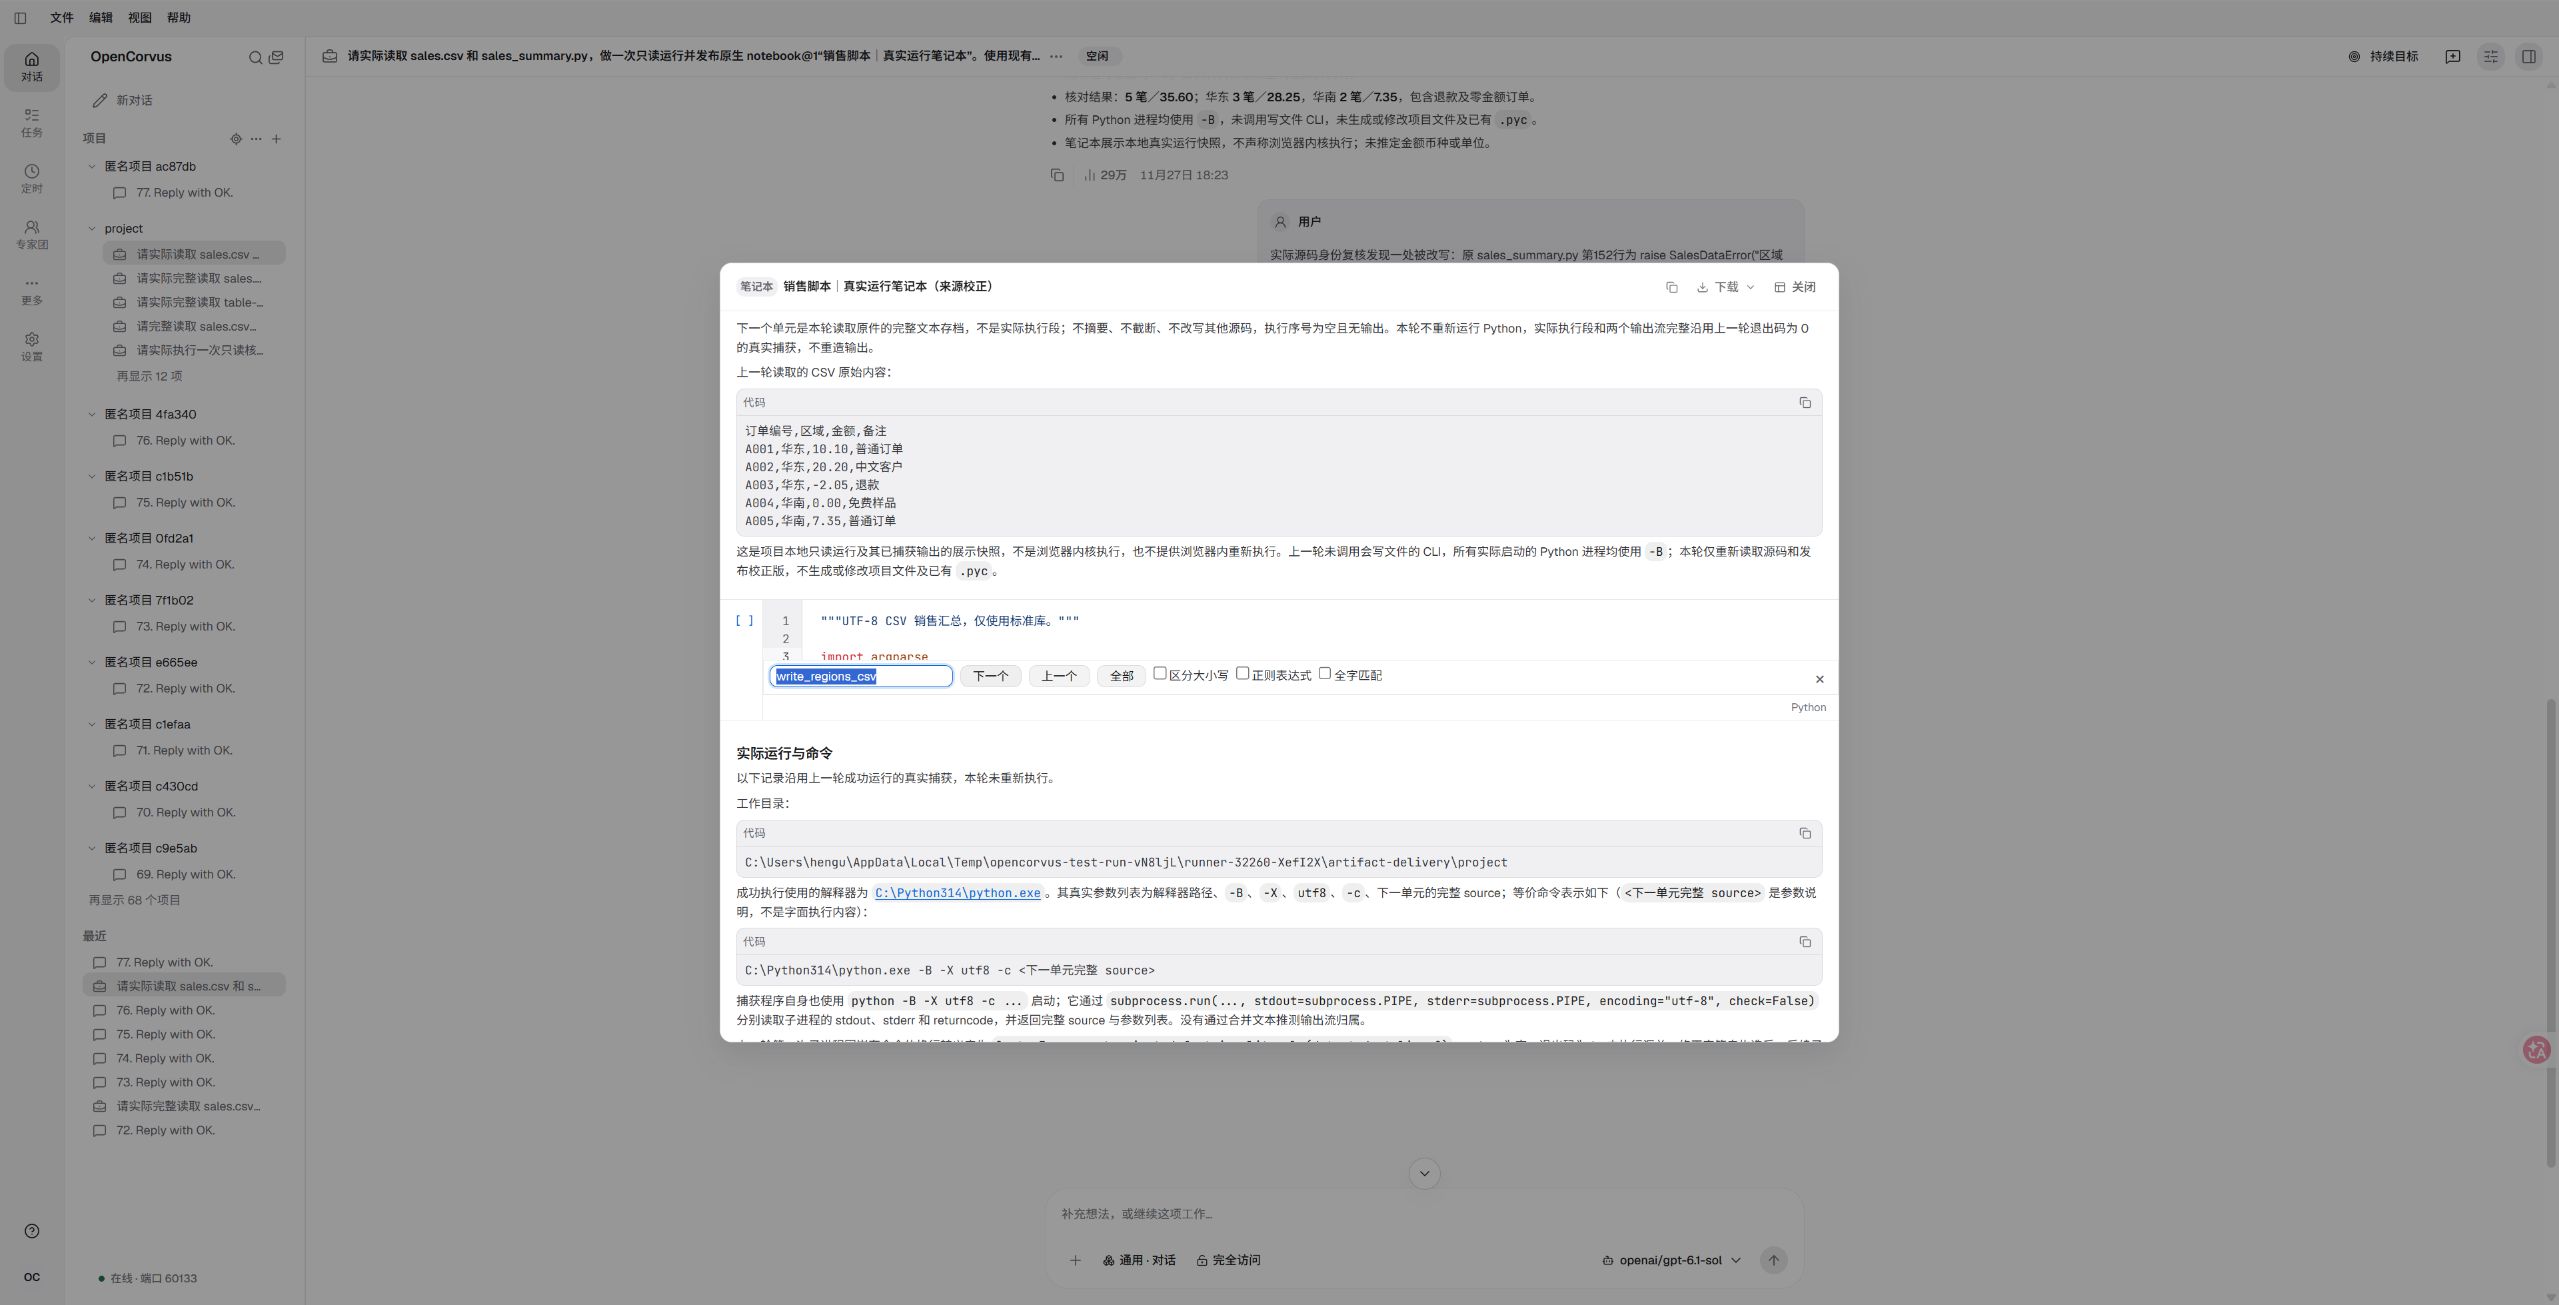 文件 编辑 视图 帮助
OpenCorvus
对话
任务
定时
专家团
更多
设置
OC
新对话
项目
匿名项目 ac87db
77. Reply with OK.
project
请实际读取 sales.csv ...
请实际完整读取 sales....
请实际完整读取 table-...
请完整读取 sales.csv...
请实际执行一次只读核...
再显示 12 项
匿名项目 4fa340
76. Reply with OK.
匿名项目 c1b51b
75. Reply with OK.
匿名项目 0fd2a1
74. Reply with OK.
匿名项目 7f1b02
73. Reply with OK.
匿名项目 e665ee
72. Reply with OK.
匿名项目 c1efaa
71. Reply with OK.
匿名项目 c430cd
70. Reply with OK.
匿名项目 c9e5ab
69. Reply with OK.
再显示 68 个项目
最近
77. Reply with OK.
请实际读取 sales.csv 和 s...
76. Reply with OK.
75. Reply with OK.
74. Reply with OK.
73. Reply with OK.
请实际完整读取 sales.csv...
72. Reply with OK.
在线 · 端口 60133
请实际读取 sales.csv 和 sales_summary.py，做一次只读运行并发布原生 notebook@1“销售脚本｜真实运行笔记本”。使用现有... ... 空闲
持续目标
• 核对结果：5 笔／35.60；华东 3 笔／28.25，华南 2 笔／7.35，包含退款及零金额订单。
• 所有 Python 进程均使用 -B，未调用写文件 CLI，未生成或修改项目文件及已有 .pyc。
• 笔记本展示本地真实运行快照，不声称浏览器内核执行；未推定金额币种或单位。
29万 11月27日 18:23
用户
实际源码身份复核发现一处被改写：原 sales_summary.py 第152行为 raise SalesDataError("区域
笔记本 销售脚本｜真实运行笔记本（来源校正）
下载 关闭
下一个单元是本轮读取原件的完整文本存档，不是实际执行段；不摘要、不截断、不改写其他源码，执行序号为空且无输出。本轮不重新运行 Python，实际执行段和两个输出流完整沿用上一轮退出码为 0
的真实捕获，不重造输出。
上一轮读取的 CSV 原始内容：
代码
订单编号,区域,金额,备注
A001,华东,10.10,普通订单
A002,华东,20.20,中文客户
A003,华东,-2.05,退款
A004,华南,0.00,免费样品
A005,华南,7.35,普通订单
这是项目本地只读运行及其已捕获输出的展示快照，不是浏览器内核执行，也不提供浏览器内重新执行。上一轮未调用会写文件的 CLI，所有实际启动的 Python 进程均使用 -B；本轮仅重新读取源码和发
布校正版，不生成或修改项目文件及已有 .pyc。
[ ] 1 """UTF-8 CSV 销售汇总，仅使用标准库。"""
2
3 import argparse
write_regions_csv 下一个 上一个 全部 区分大小写 正则表达式 全字匹配 ×
Python
实际运行与命令
以下记录沿用上一轮成功运行的真实捕获，本轮未重新执行。
工作目录：
代码
C:\Users\hengu\AppData\Local\Temp\opencorvus-test-run-vN8ljL\runner-32260-XefI2X\artifact-delivery\project
成功执行使用的解释器为 C:\Python314\python.exe。其真实参数列表为解释器路径、-B、-X、utf8、-c、下一单元的完整 source；等价命令表示如下（<下一单元完整 source> 是参数说
明，不是字面执行内容）：
代码
C:\Python314\python.exe -B -X utf8 -c <下一单元完整 source>
捕获程序自身也使用 python -B -X utf8 -c ... 启动；它通过 subprocess.run(..., stdout=subprocess.PIPE, stderr=subprocess.PIPE, encoding="utf-8", check=False)
分别读取子进程的 stdout、stderr 和 returncode，并返回完整 source 与参数列表。没有通过合并文本推测输出流归属。
补充想法，或继续这项工作...
通用 · 对话 完全访问 openai/gpt-6.1-sol